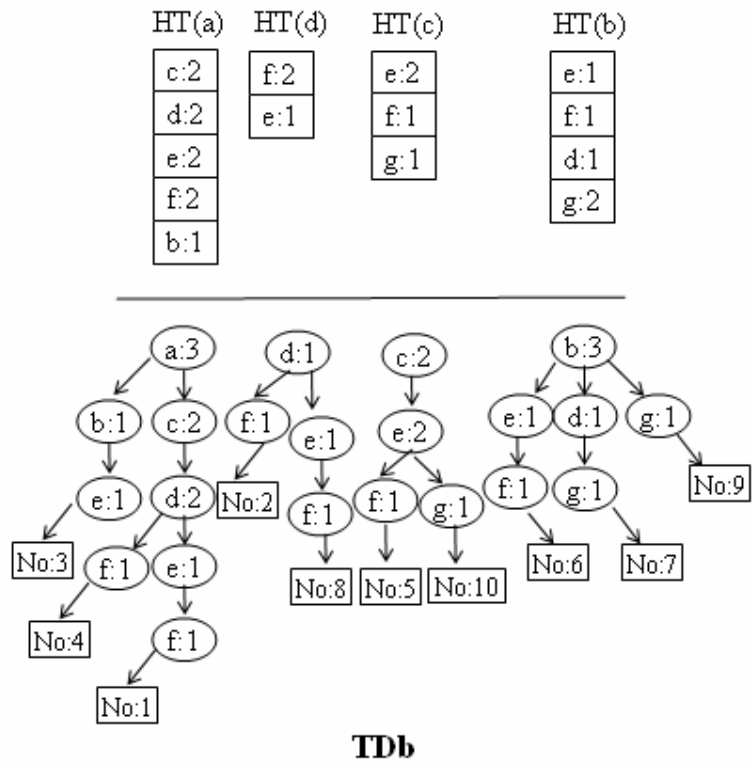 HT(a) HT(d) HT(c) HT(b)
c:2 f:2 e:2 e:1
d:2 e:1 f:1 f:1
e:2 g:1 d:1
f:2 g:2
b:1
a:3 d:1 c:2 b:3
b:1 c:2 f:1 e:1 e:2 e:1 d:1 g:1
e:1 d:2 No:2 f:1 f:1 g:1 f:1 g:1 No:9
No:3 f:1 e:1 No:8 No:5 No:10 No:6 No:7
No:4 f:1
No:1
TDb